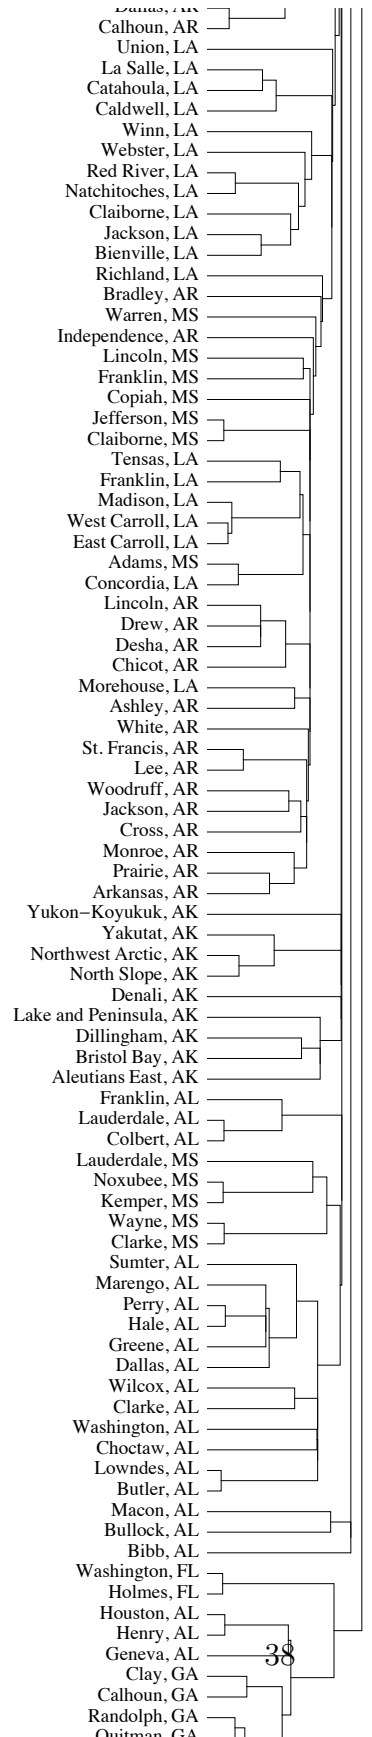 Dallas, AR
Calhoun, AR
Union, LA
La Salle, LA
Catahoula, LA
Caldwell, LA
Winn, LA
Webster, LA
Red River, LA
Natchitoches, LA
Claiborne, LA
Jackson, LA
Bienville, LA
Richland, LA
Bradley, AR
Warren, MS
Independence, AR
Lincoln, MS
Franklin, MS
Copiah, MS
Jefferson, MS
Claiborne, MS
Tensas, LA
Franklin, LA
Madison, LA
West Carroll, LA
East Carroll, LA
Adams, MS
Concordia, LA
Lincoln, AR
Drew, AR
Desha, AR
Chicot, AR
Morehouse, LA
Ashley, AR
White, AR
St. Francis, AR
Lee, AR
Woodruff, AR
Jackson, AR
Cross, AR
Monroe, AR
Prairie, AR
Arkansas, AR
Yukon−Koyukuk, AK
Yakutat, AK
Northwest Arctic, AK
North Slope, AK
Denali, AK
Lake and Peninsula, AK
Dillingham, AK
Bristol Bay, AK
Aleutians East, AK
Franklin, AL
Lauderdale, AL
Colbert, AL
Lauderdale, MS
Noxubee, MS
Kemper, MS
Wayne, MS
Clarke, MS
Sumter, AL
Marengo, AL
Perry, AL
Hale, AL
Greene, AL
Dallas, AL
Wilcox, AL
Clarke, AL
Washington, AL
Choctaw, AL
Lowndes, AL
Butler, AL
Macon, AL
Bullock, AL
Bibb, AL
Washington, FL
Holmes, FL
Houston, AL
Henry, AL
Geneva, AL
38
Clay, GA
Calhoun, GA
Randolph, GA
Quitman, GA